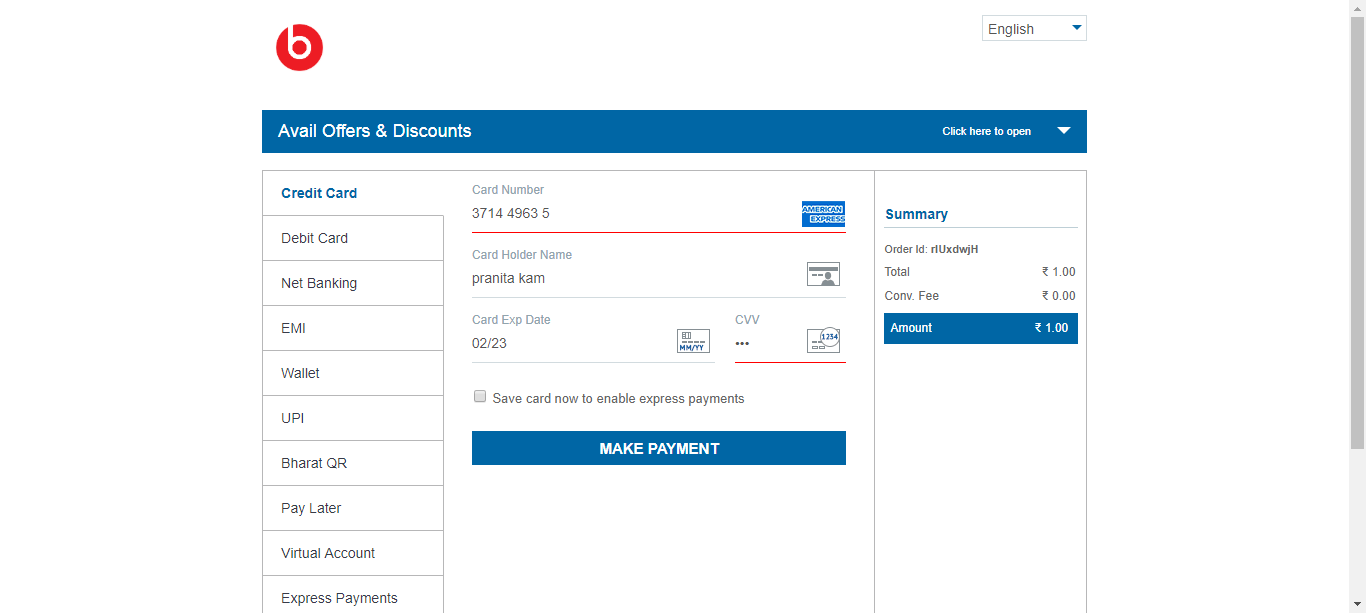 b
English
Avail Offers & Discounts
Click here to open
Credit Card
Debit Card
Net Banking
EMI
Wallet
UPI
Bharat QR
Pay Later
Virtual Account
Express Payments
Card Number
3714 4963 5
AMERICAN
EXPRESS
Card Holder Name
pranita kam
Card Exp Date
02/23
MM/YY
CVV
•••
1234
Save card now to enable express payments
MAKE PAYMENT
Summary
Order Id: rIUxdwjH
Total ₹ 1.00
Conv. Fee ₹ 0.00
Amount ₹ 1.00